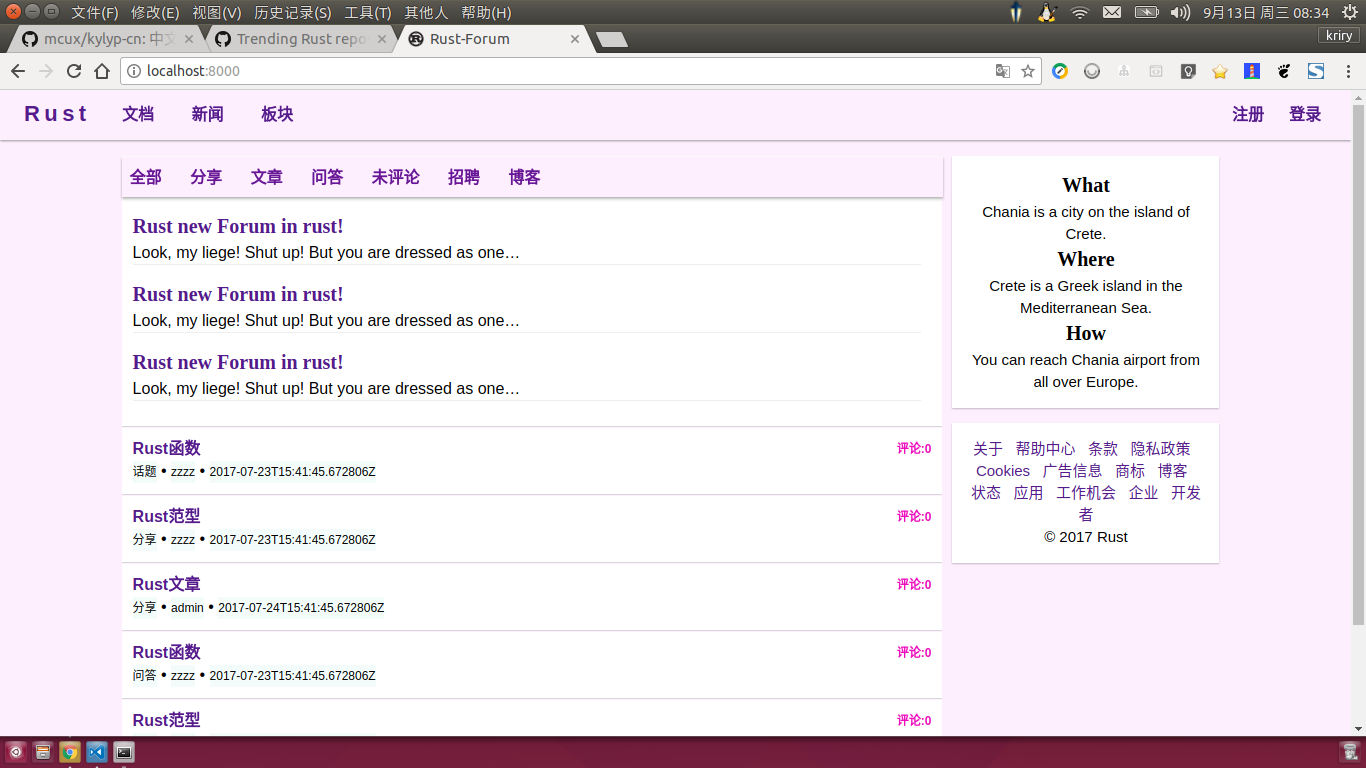 文件(F) 修改(E) 视图(V) 历史记录(S) 工具(T) 其他人 帮助(H) 9月13日 周三 08:34
mcux/kylyp-cn: 中文 Trending Rust repo Rust-Forum kriry
localhost:8000
Rust 文档 新闻 板块 注册 登录
全部 分享 文章 问答 未评论 招聘 博客
Rust new Forum in rust!
Look, my liege! Shut up! But you are dressed as one…
Rust new Forum in rust!
Look, my liege! Shut up! But you are dressed as one…
Rust new Forum in rust!
Look, my liege! Shut up! But you are dressed as one…
Rust函数 评论:0
话题 • zzzz • 2017-07-23T15:41:45.672806Z
Rust范型 评论:0
分享 • zzzz • 2017-07-23T15:41:45.672806Z
Rust文章 评论:0
分享 • admin • 2017-07-24T15:41:45.672806Z
Rust函数 评论:0
问答 • zzzz • 2017-07-23T15:41:45.672806Z
Rust范型 评论:0
What
Chania is a city on the island of
Crete.
Where
Crete is a Greek island in the
Mediterranean Sea.
How
You can reach Chania airport from
all over Europe.
关于 帮助中心 条款 隐私政策
Cookies 广告信息 商标 博客
状态 应用 工作机会 企业 开发
者
© 2017 Rust